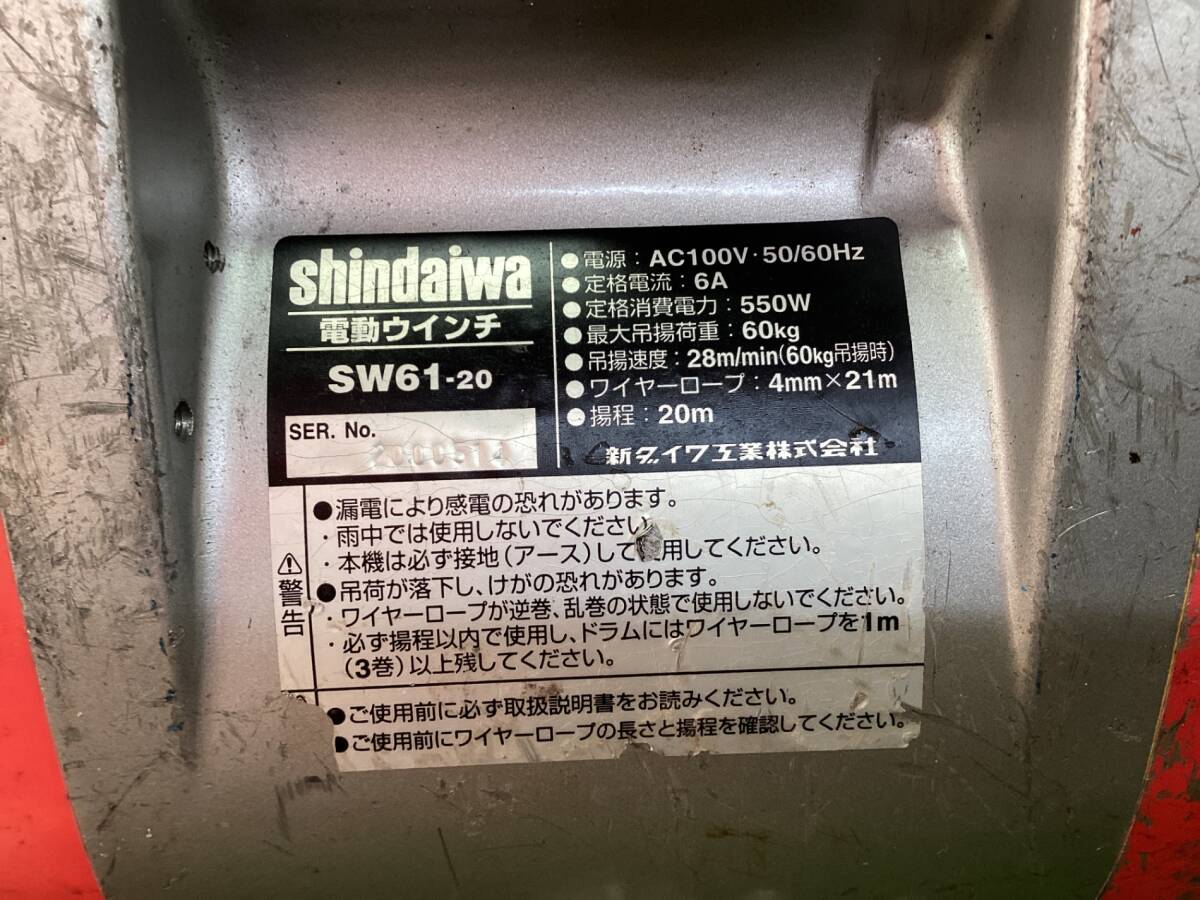 shindaiwa
電動ウインチ
SW61-20
SER. No.
●電源：AC100V・50/60Hz
●定格電流：6A
●定格消費電力：550W
●最大吊揚荷重：60kg
●吊揚速度：28m/min(60kg吊揚時)
●ワイヤーロープ：4mm×21m
●揚程：20m
新ダイワ工業株式会社
⚠警告
●漏電により感電の恐れがあります。
・雨中では使用しないでください
・本機は必ず接地（アース）して 用してください。
●吊荷が落下し、けがの恐れがあります。
・ワイヤーロープが逆巻、乱巻の状態で使用しないでください。
・必ず揚程以内で使用し、ドラムにはワイヤーロープを1m
（3巻）以上残してください。
●ご使用前に必ず取扱説明書をお読みください。
●ご使用前にワイヤーロープの長さと揚程を確認してください。